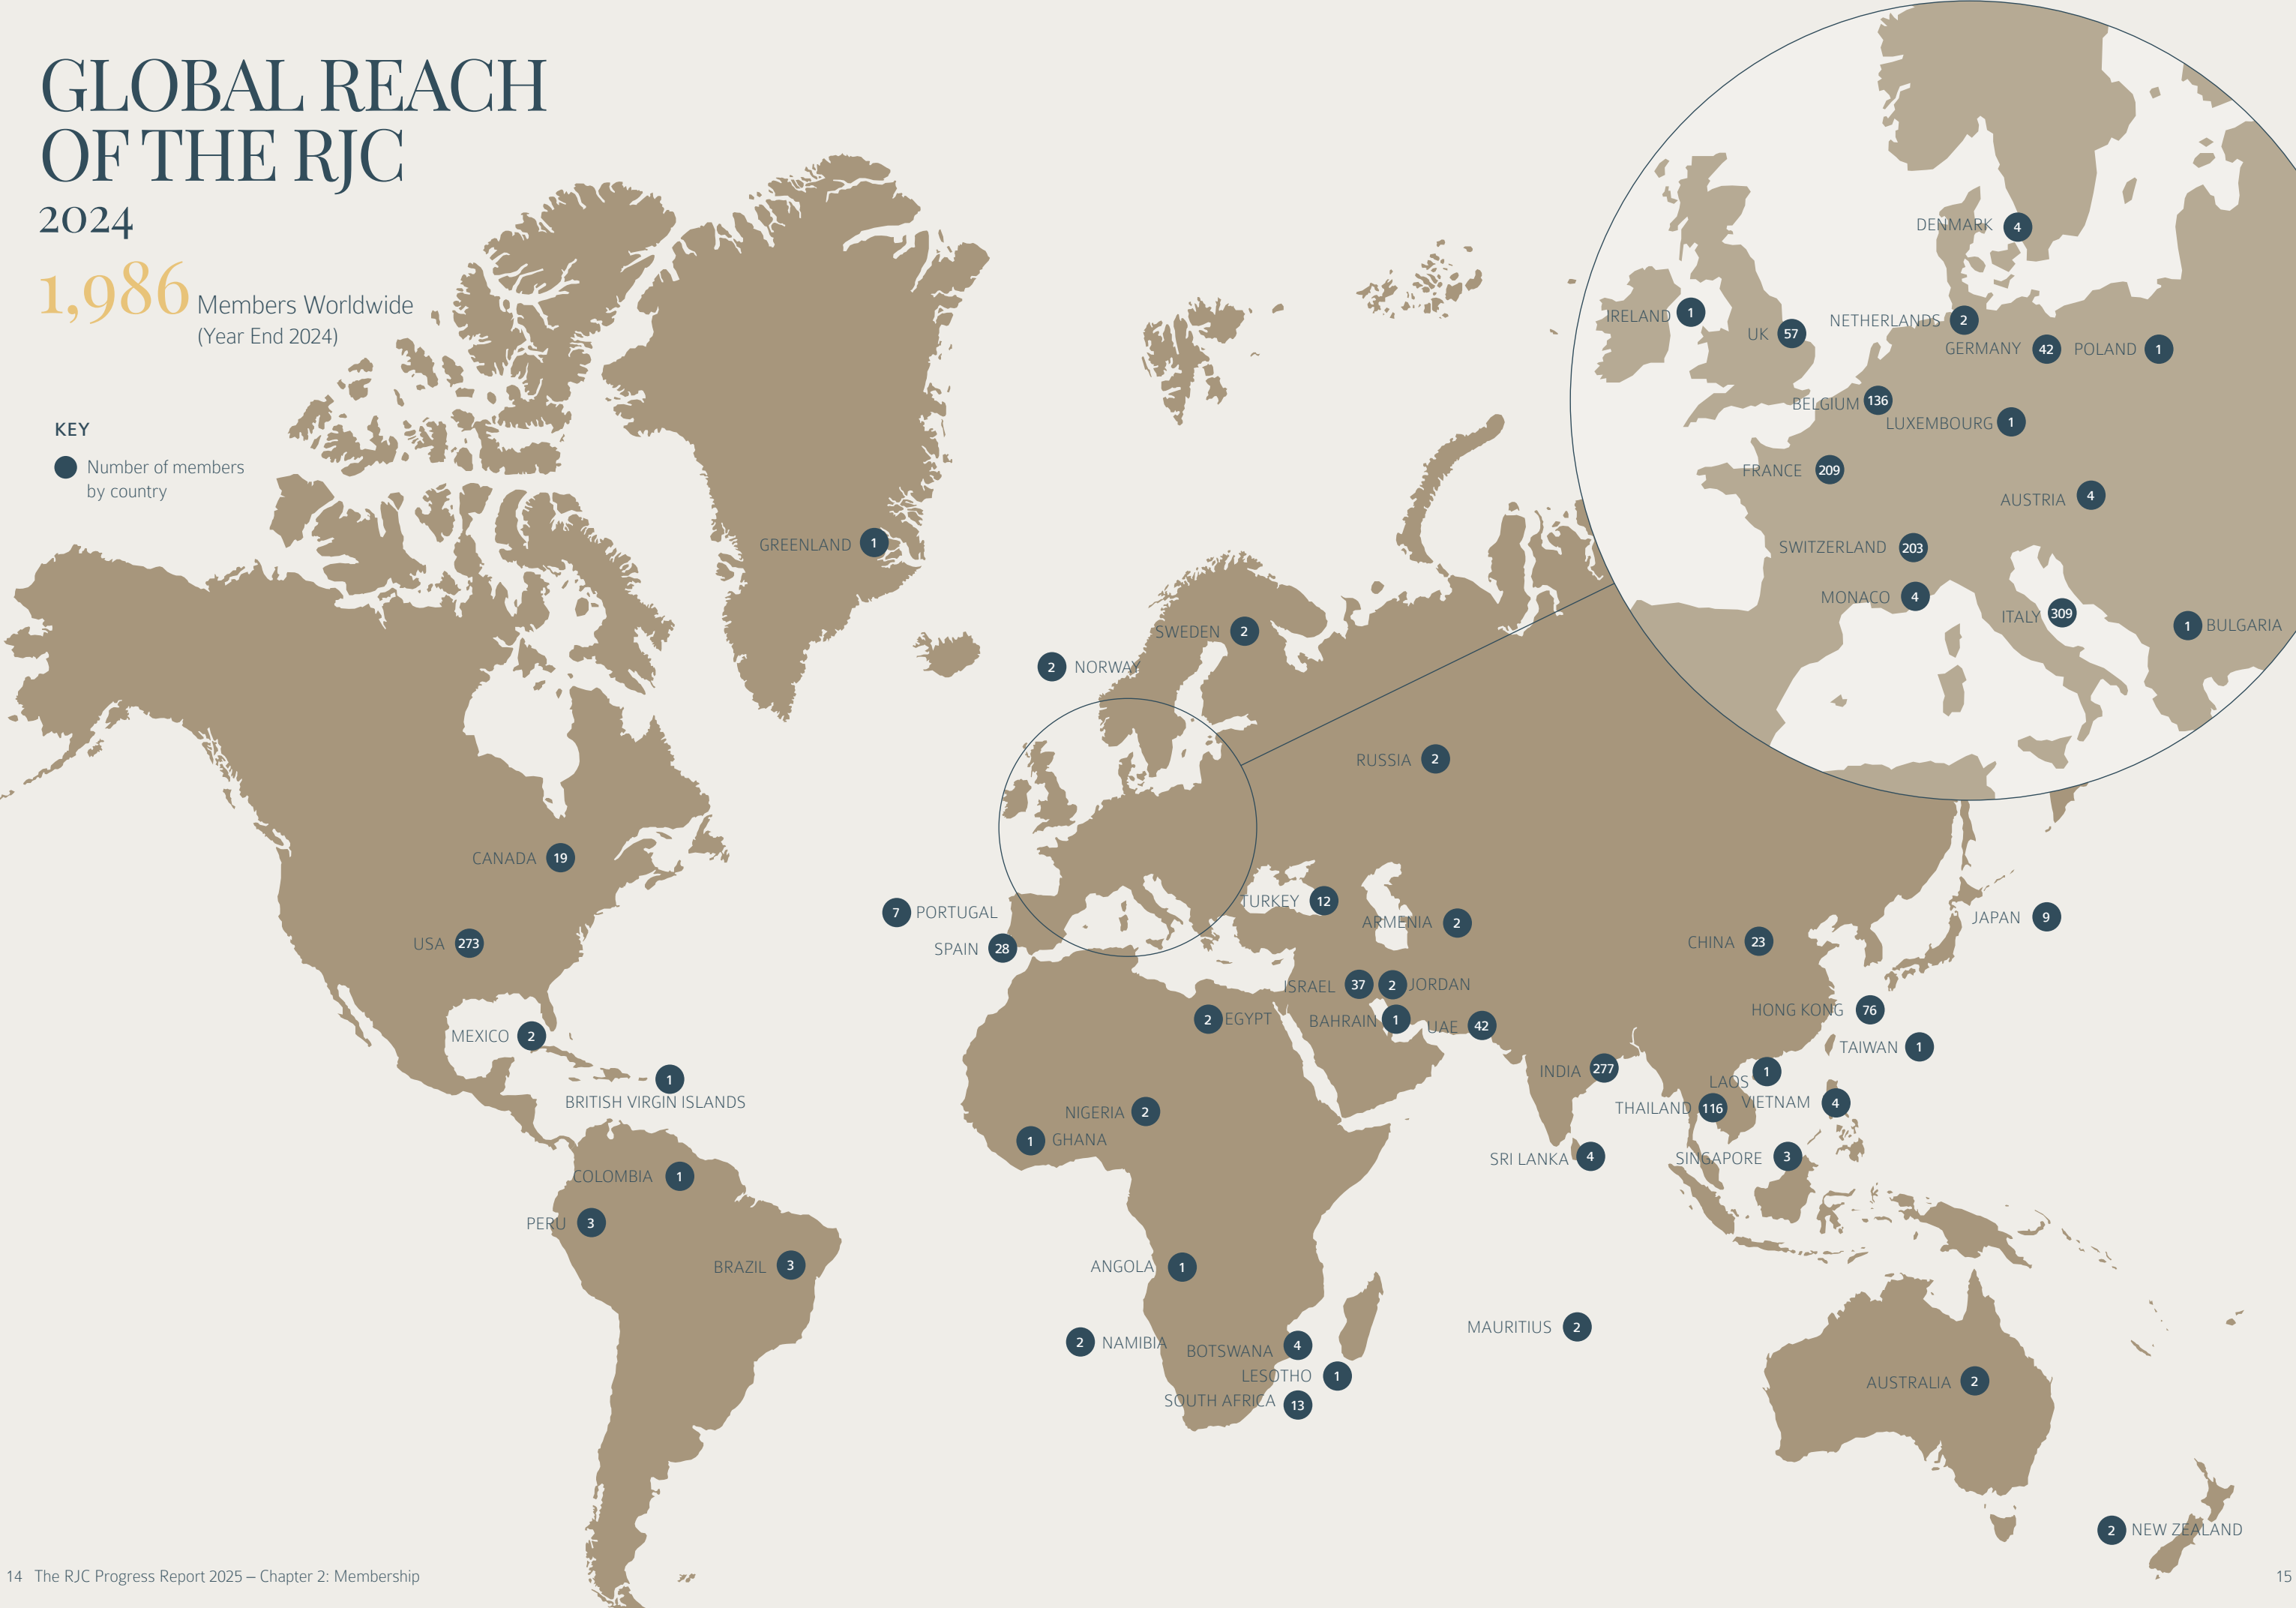 GLOBAL REACH
OF THE RJC
2024
1,986 Members Worldwide
(Year End 2024)
KEY
Number of members
by country
DENMARK 4
IRELAND 1
UK 57
NETHERLANDS 2
GERMANY 42
POLAND 1
BELGIUM 136
LUXEMBOURG 1
FRANCE 209
AUSTRIA 4
SWITZERLAND 203
MONACO 4
ITALY 309
1 BULGARIA
GREENLAND 1
SWEDEN 2
2 NORWAY
RUSSIA 2
CANADA 19
USA 273
MEXICO 2
1
BRITISH VIRGIN ISLANDS
COLOMBIA 1
PERU 3
BRAZIL 3
7 PORTUGAL
SPAIN 28
TURKEY 12
ARMENIA 2
ISRAEL 37
2 JORDAN
2 EGYPT
BAHRAIN 1
UAE 42
NIGERIA 2
1 GHANA
ANGOLA 1
2 NAMIBIA
BOTSWANA 4
LESOTHO 1
SOUTH AFRICA 13
MAURITIUS 2
CHINA 23
JAPAN 9
HONG KONG 76
TAIWAN 1
INDIA 277
LAOS 1
THAILAND 116
VIETNAM 4
SRI LANKA 4
SINGAPORE 3
AUSTRALIA 2
2 NEW ZEALAND
14 The RJC Progress Report 2025 – Chapter 2: Membership
15